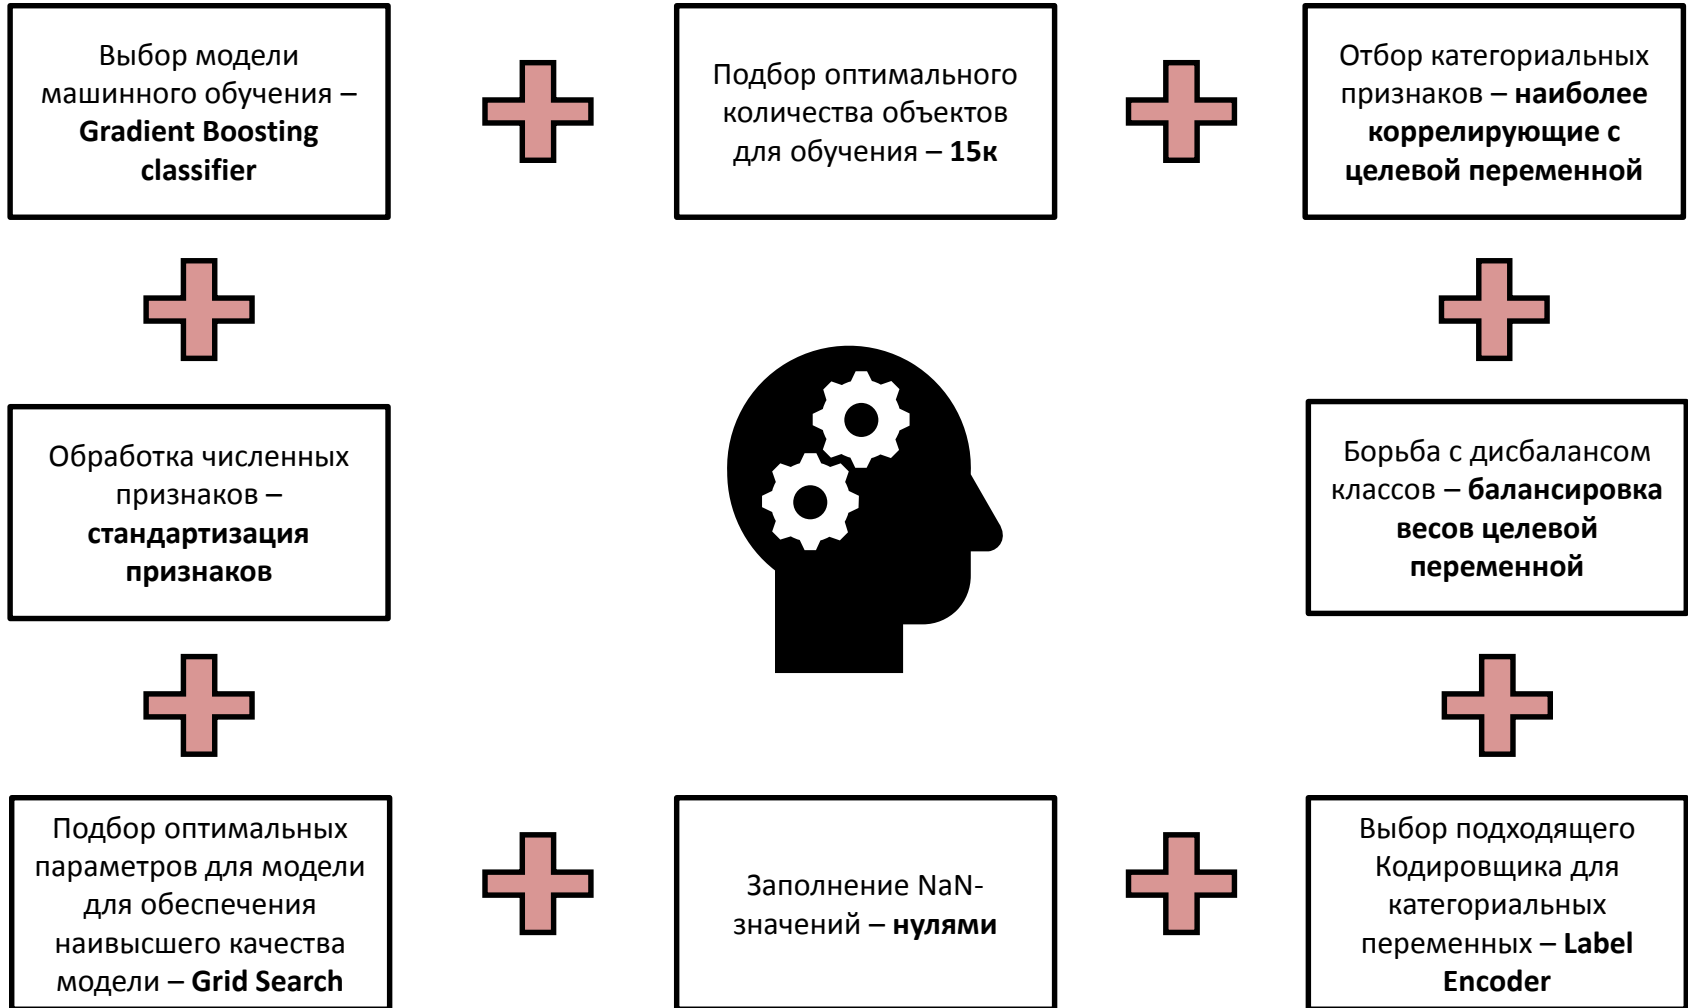 Выбор модели
машинного обучения –
Gradient Boosting
classifier
Подбор оптимального
количества объектов
для обучения – 15к
Отбор категориальных
признаков – наиболее
коррелирующие с
целевой переменной
Обработка численных
признаков –
стандартизация
признаков
Борьба с дисбалансом
классов – балансировка
весов целевой
переменной
Подбор оптимальных
параметров для модели
для обеспечения
наивысшего качества
модели – Grid Search
Заполнение NaN-
значений – нулями
Выбор подходящего
Кодировщика для
категориальных
переменных – Label
Encoder